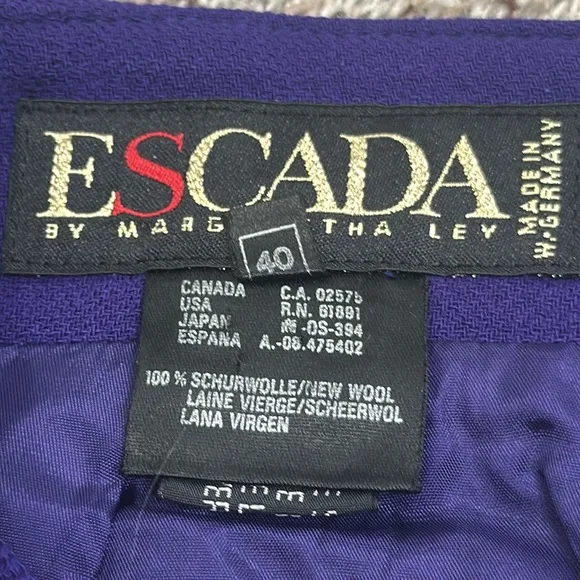 ESCADA
BY MARG THA LEY
MADE IN
W.-GERMANY
40
CANADA C.A. 02575
USA R.N. 61891
JAPAN -OS-394
ESPANA A.-08.475402
100 % SCHURWOLLE/NEW WOOL
LAINE VIERGE/SCHEERWOL
LANA VIRGEN